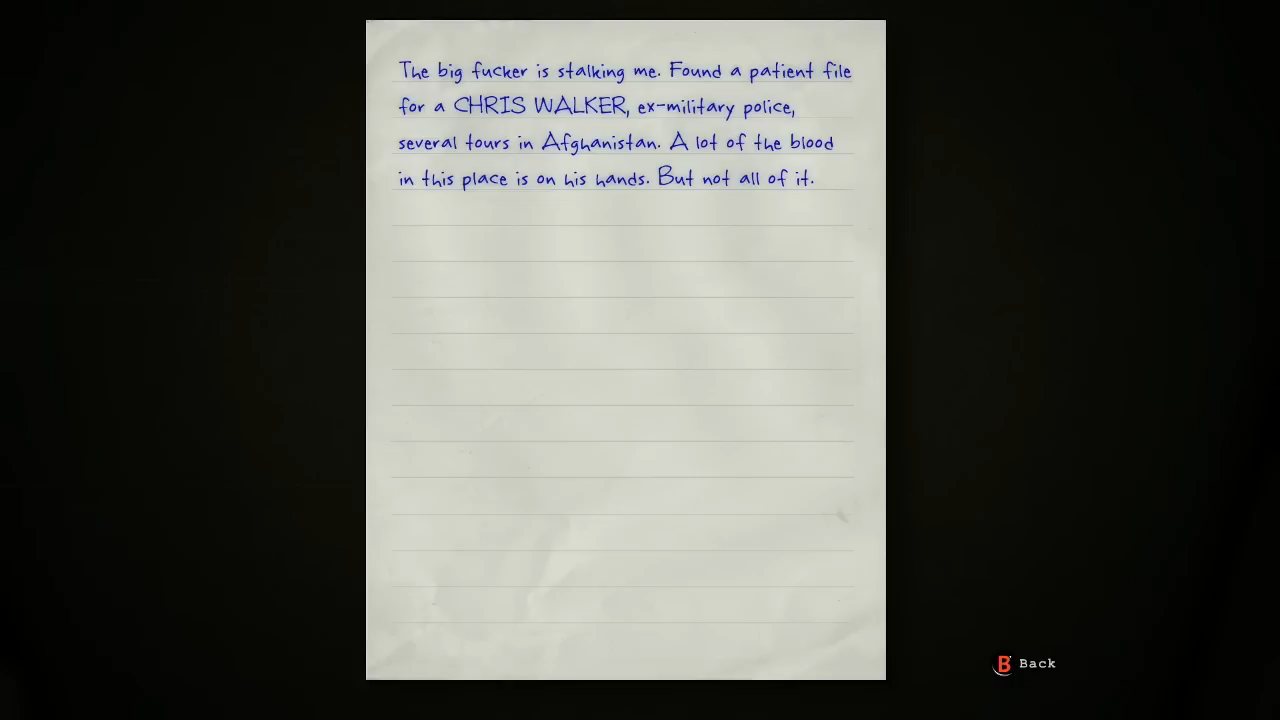 The big fucker is stalking me. Found a patient file
for a CHRIS WALKER, ex-military police,
several tours in Afghanistan. A lot of the blood
in this place is on his hands. But not all of it.
B Back